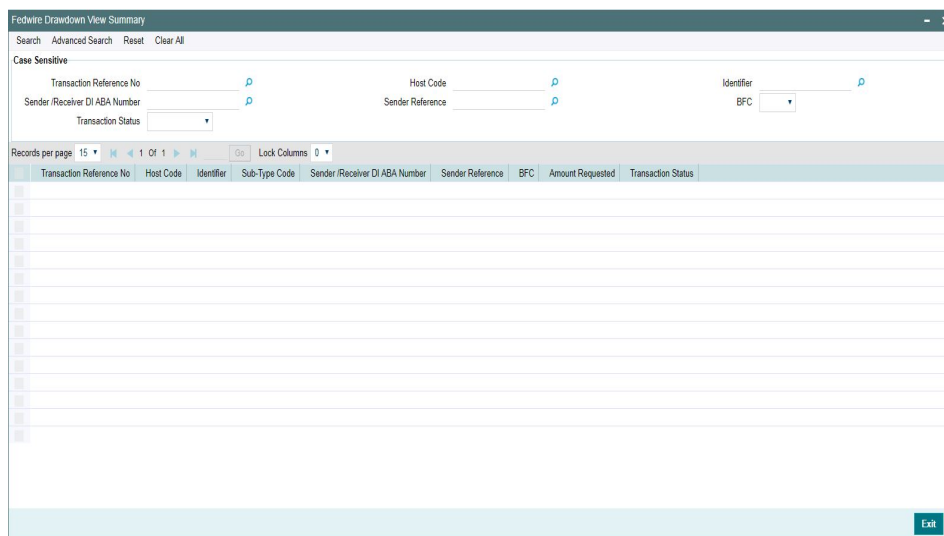 Fedwire Drawdown View Summary
Search Advanced Search Reset Clear All
Case Sensitive
Transaction Reference No Host Code Identifier
Sender /Receiver DI ABA Number Sender Reference BFC
Transaction Status
Records per page 15 1 Of 1 Go Lock Columns 0
Transaction Reference No Host Code Identifier Sub-Type Code Sender /Receiver DI ABA Number Sender Reference BFC Amount Requested Transaction Status
Exit